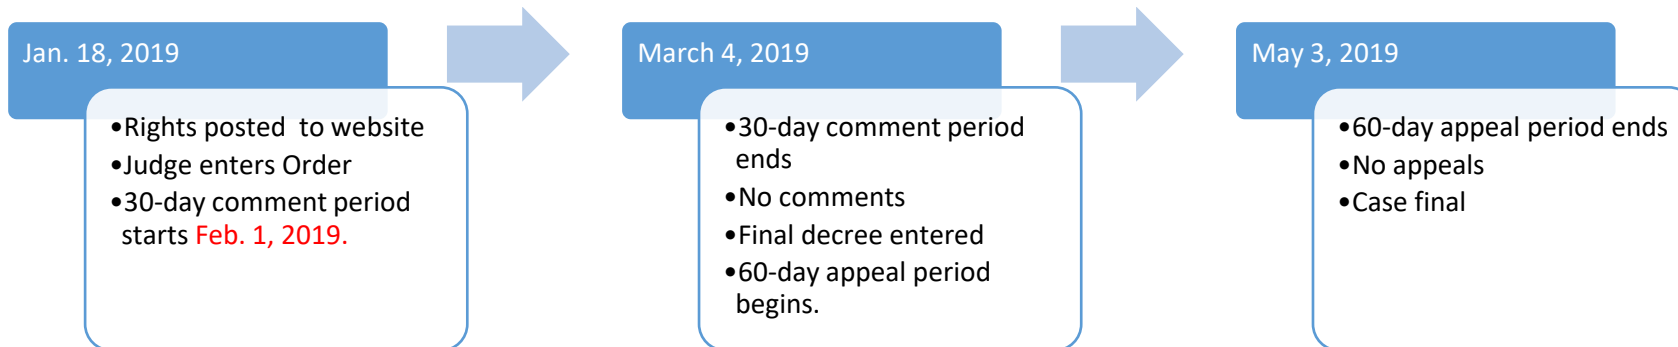 Jan. 18, 2019
•Rights posted  to website
•Judge enters Order
•30-day comment period
starts Feb. 1, 2019.
March 4, 2019
•30-day comment period
ends
•No comments
•Final decree entered
•60-day appeal period
begins.
May 3, 2019
•60-day appeal period ends
•No appeals
•Case final